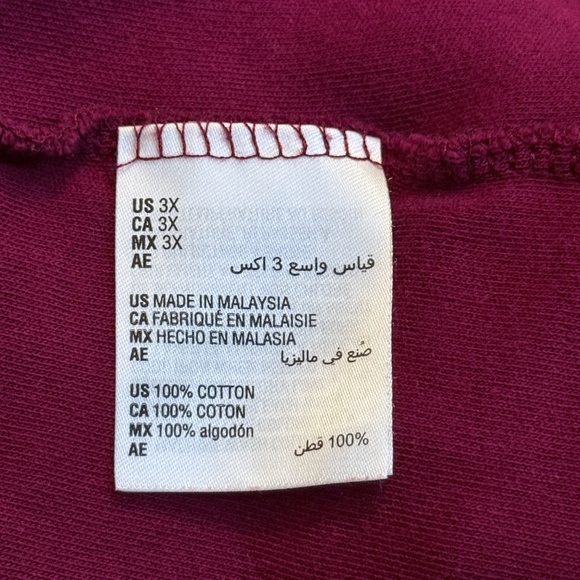 US 3X
CA 3X
MX 3X
AE قياس واسع 3 اكس
US MADE IN MALAYSIA
CA FABRIQUÉ EN MALAISIE
MX HECHO EN MALASIA
AE صُنع في ماليزيا
US 100% COTTON
CA 100% COTON
MX 100% algodón
AE 100% قطن